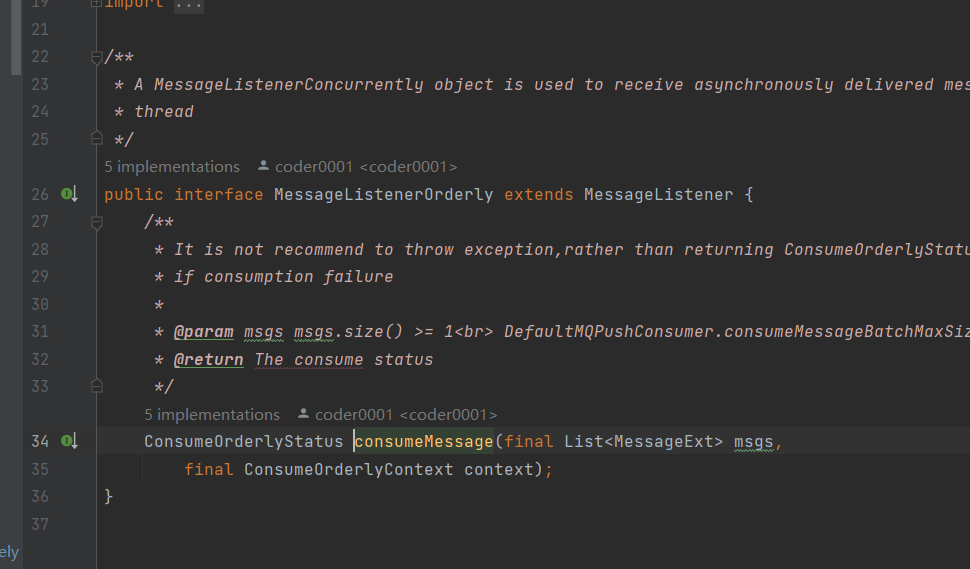 19 import ...
21
22 /**
23 * A MessageListenerConcurrently object is used to receive asynchronously delivered mes
24 * thread
25 */
5 implementations coder0001 <coder0001>
26 public interface MessageListenerOrderly extends MessageListener {
27 /**
28 * It is not recommend to throw exception,rather than returning ConsumeOrderlyStatu
29 * if consumption failure
30 *
31 * @param msgs msgs.size() >= 1<br> DefaultMQPushConsumer.consumeMessageBatchMaxSiz
32 * @return The consume status
33 */
5 implementations coder0001 <coder0001>
34 ConsumeOrderlyStatus consumeMessage(final List<MessageExt> msgs,
35 final ConsumeOrderlyContext context);
36 }
37
ely